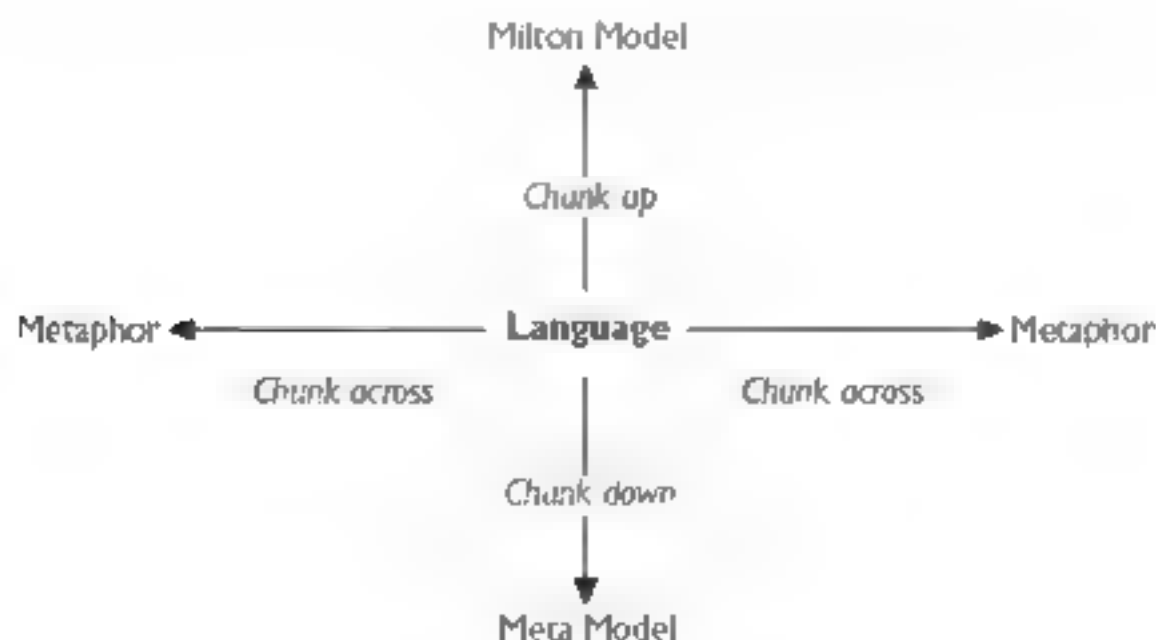 Milton Model
Chunk up
Metaphor Language Metaphor
Chunk across Chunk across
Chunk down
Meta Model